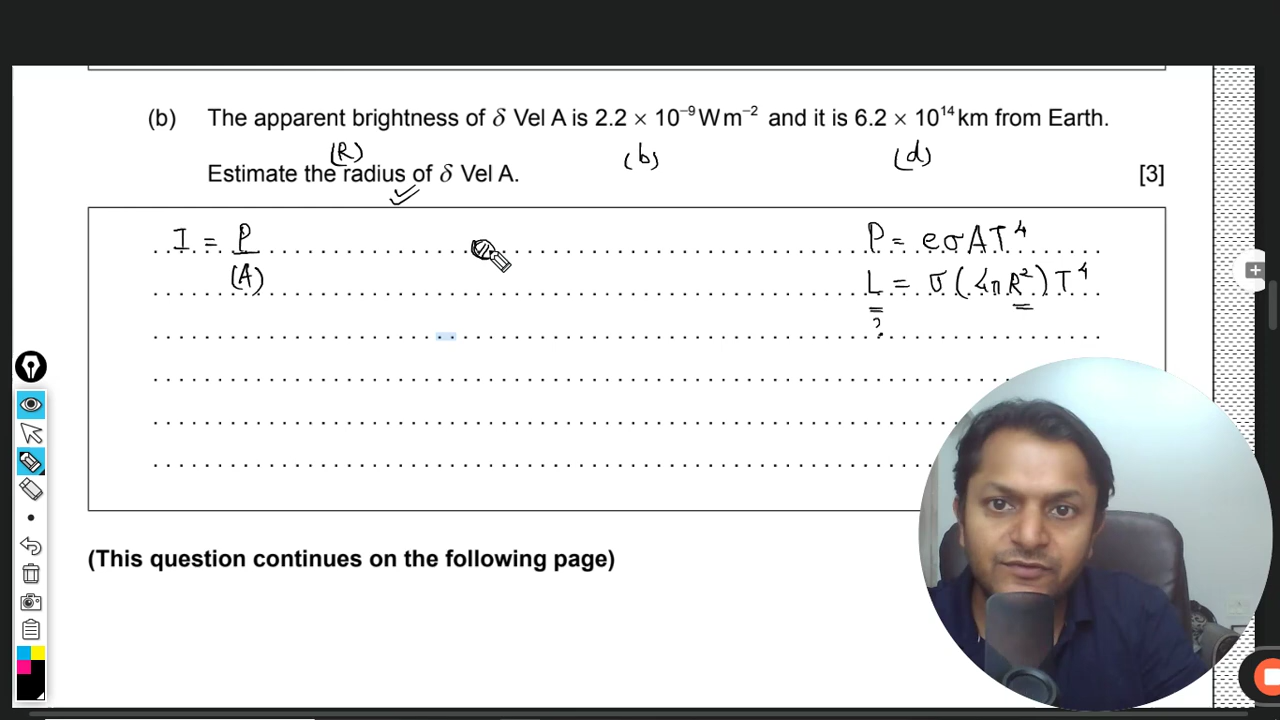 (b) The apparent brightness of δ Vel A is 2.2 × 10⁻⁹ W m⁻² and it is 6.2 × 10¹⁴ km from Earth.
(R) (b) (d)
Estimate the radius of δ Vel A. [3]
I = P/(A) P = eσAT⁴
L = σ(4πR²)T⁴
?
(This question continues on the following page)